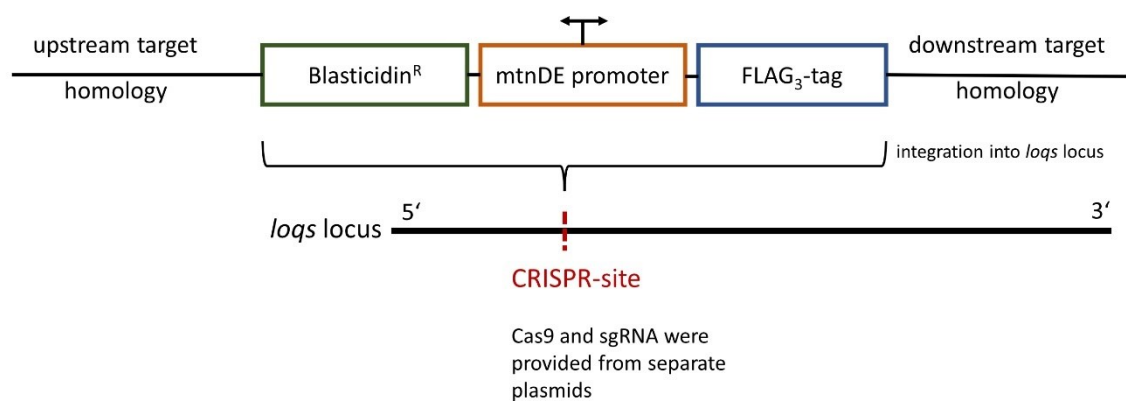 upstream target
homology
Blasticidinᴿ
mtnDE promoter
FLAG₃-tag
downstream target
homology
integration into loqs locus
5‘
3‘
loqs locus
CRISPR-site
Cas9 and sgRNA were
provided from separate
plasmids